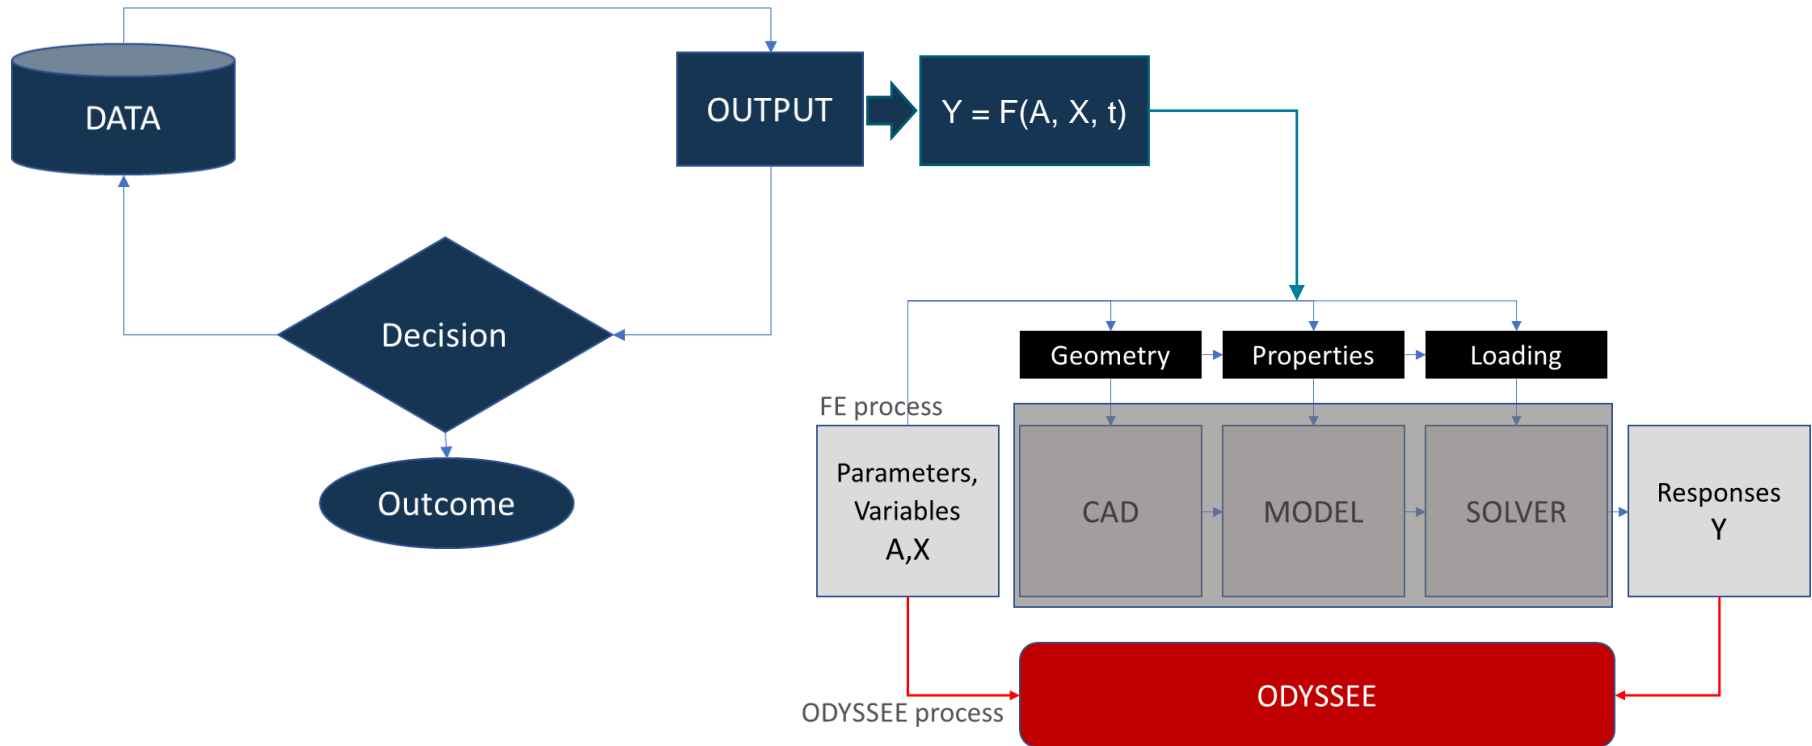 DATA
OUTPUT
Y = F(A, X, t)
Decision
Outcome
Geometry
Properties
Loading
FE process
Parameters,
Variables
A,X
CAD
MODEL
SOLVER
Responses
Y
ODYSSEE
ODYSSEE process